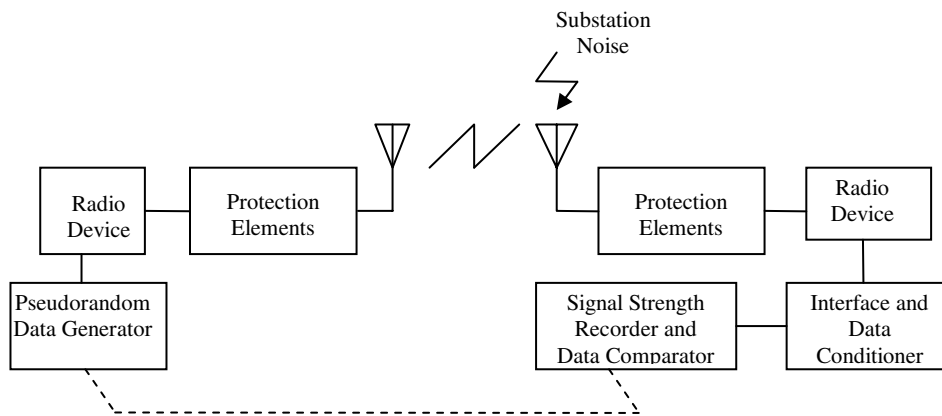 Substation
Noise
Radio
Device
Protection
Elements
Protection
Elements
Radio
Device
Pseudorandom
Data Generator
Signal Strength
Recorder and
Data Comparator
Interface and
Data
Conditioner